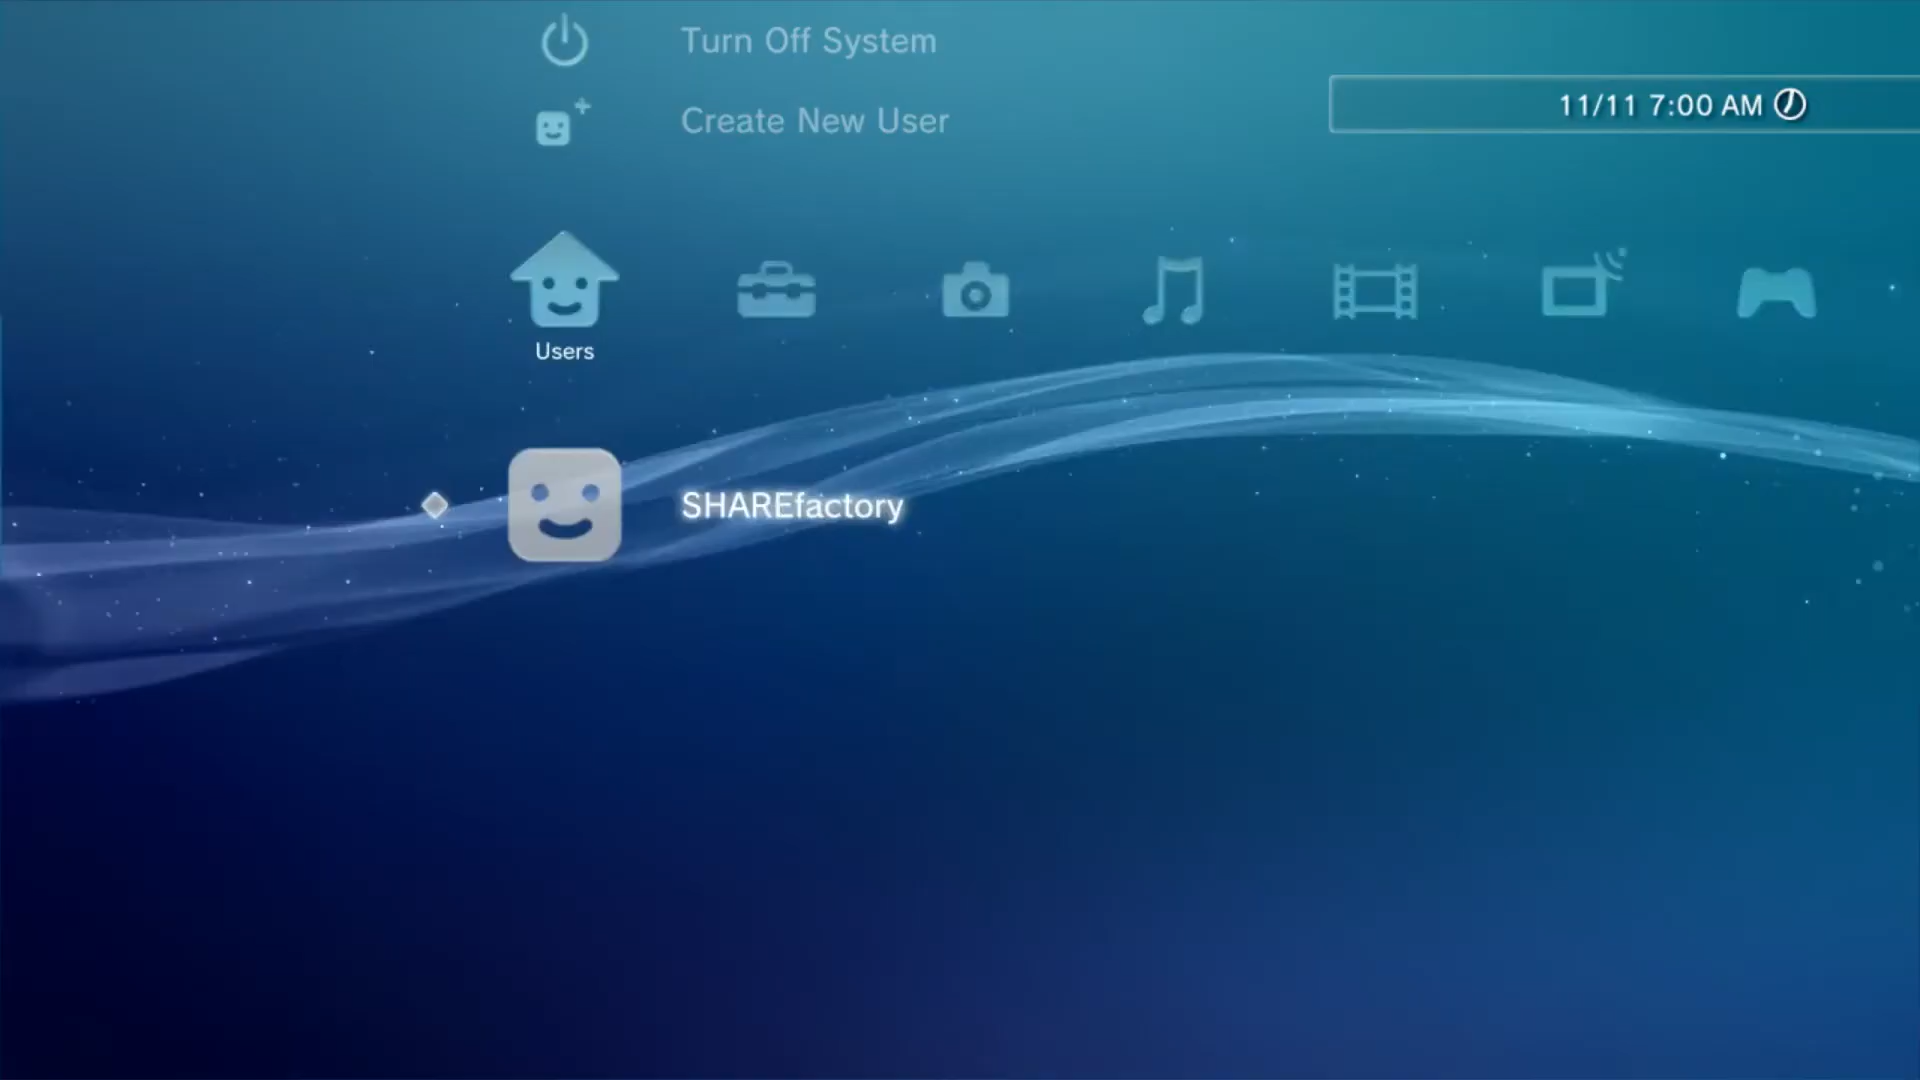 Turn Off System
11/11 7:00 AM
Create New User
Users
SHAREfactory